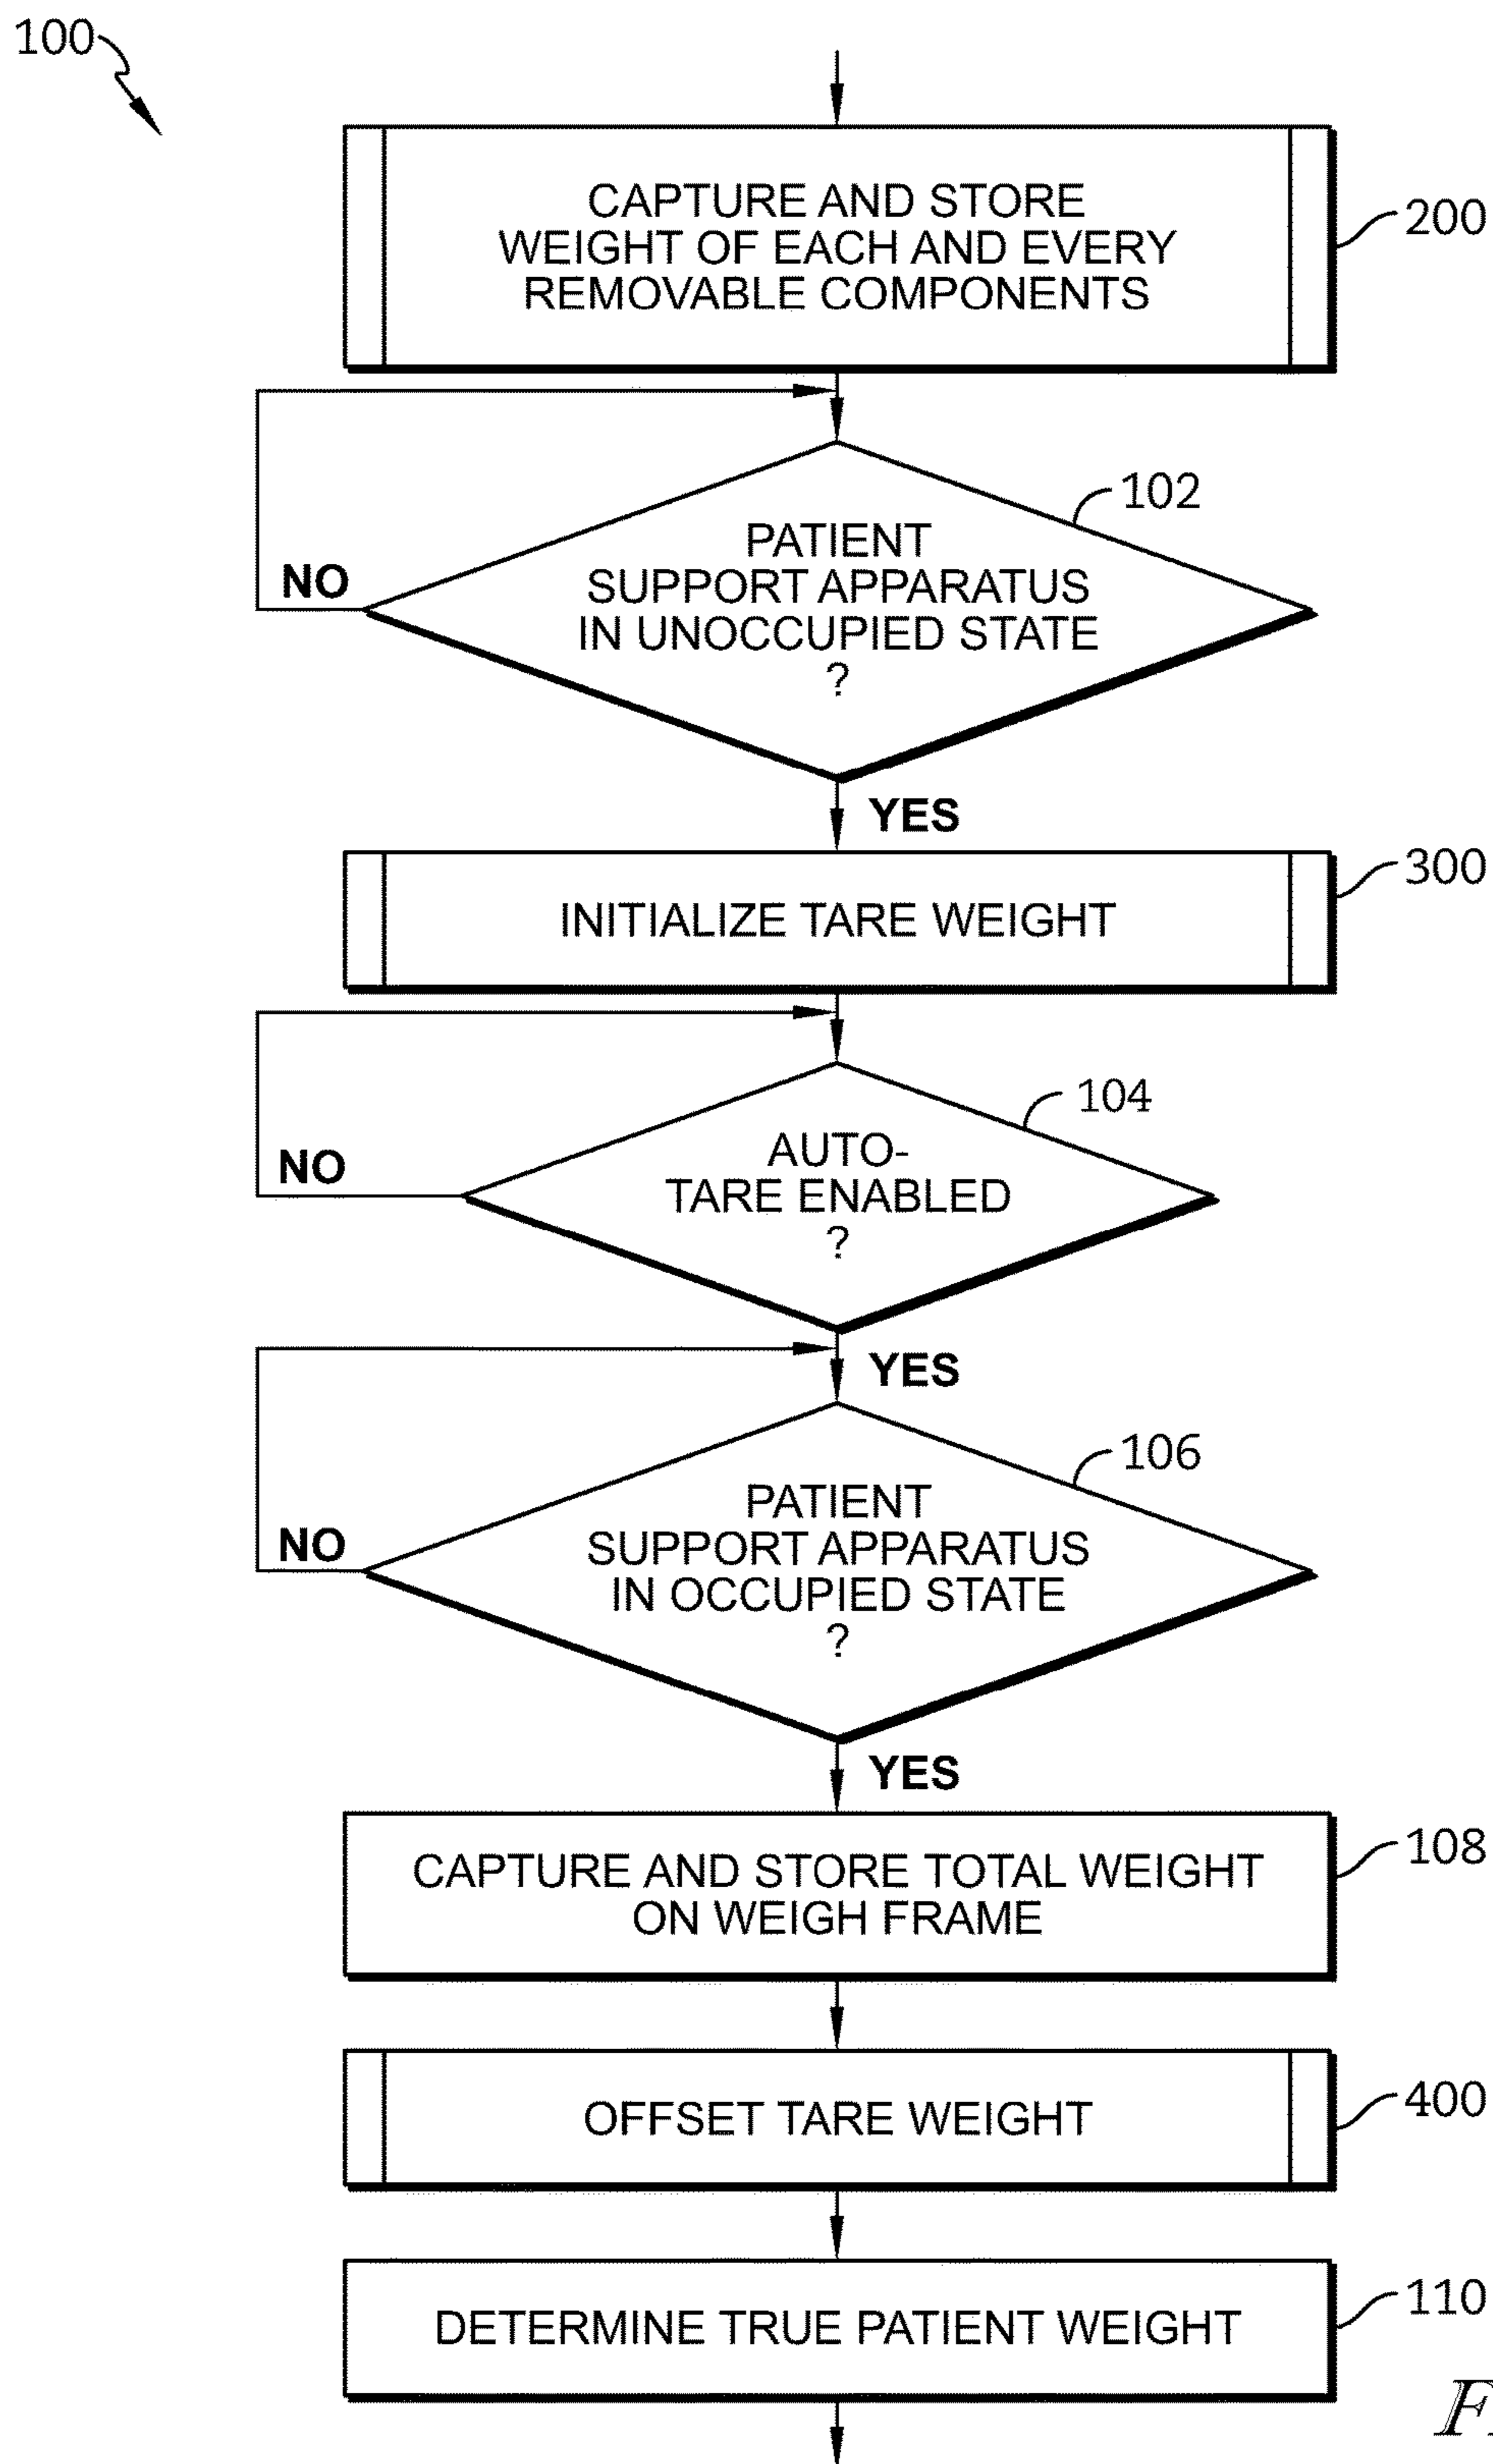 100
CAPTURE AND STORE
WEIGHT OF EACH AND EVERY
REMOVABLE COMPONENTS
200
102
PATIENT
SUPPORT APPARATUS
IN UNOCCUPIED STATE
?
NO
YES
INITIALIZE TARE WEIGHT
300
104
AUTO-
TARE ENABLED
?
NO
YES
106
PATIENT
SUPPORT APPARATUS
IN OCCUPIED STATE
?
NO
YES
CAPTURE AND STORE TOTAL WEIGHT
ON WEIGH FRAME
108
OFFSET TARE WEIGHT
400
DETERMINE TRUE PATIENT WEIGHT
110